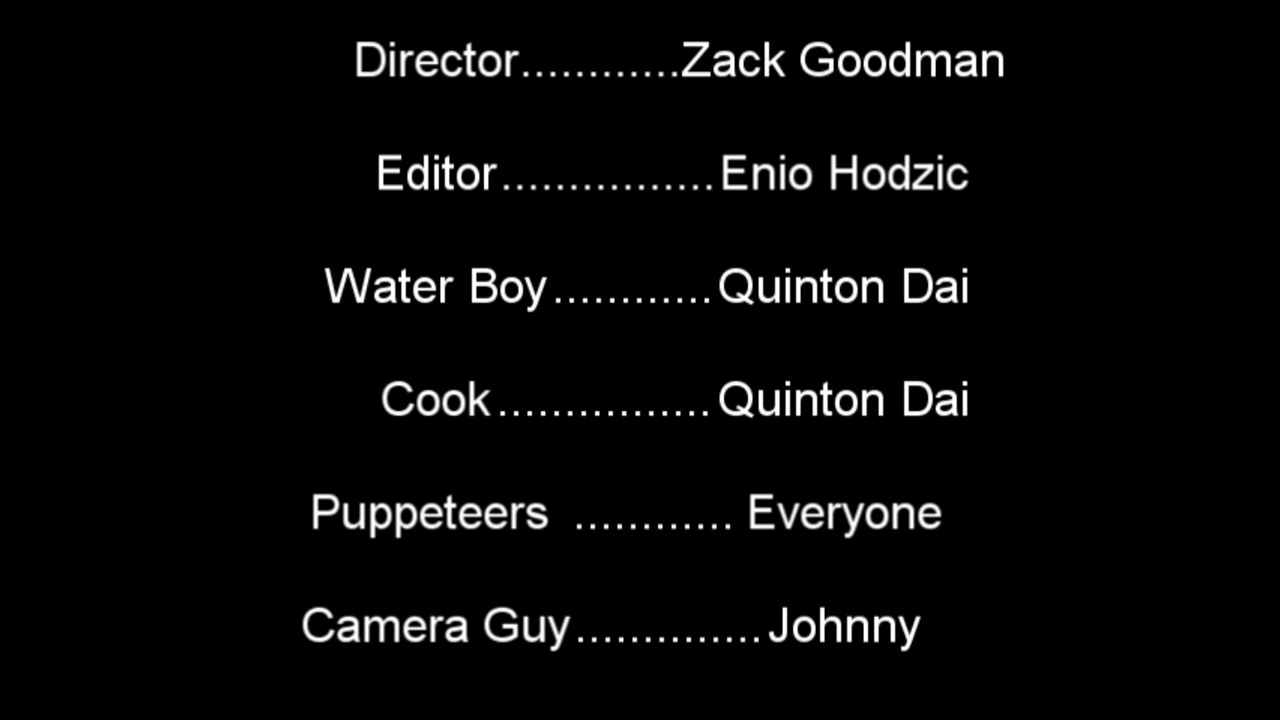 Director............Zack Goodman
Editor................Enio Hodzic
Water Boy............Quinton Dai
Cook................Quinton Dai
Puppeteers ............ Everyone
Camera Guy..............Johnny